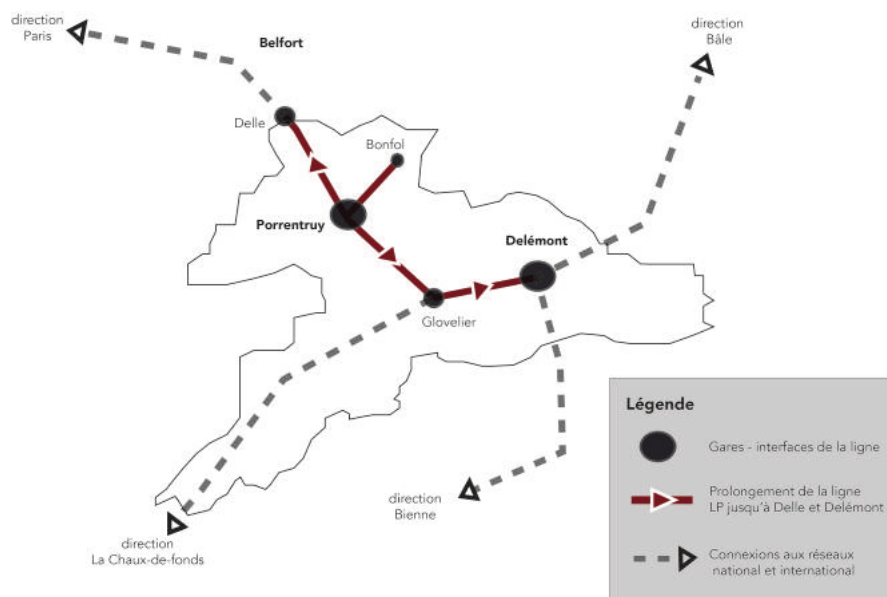 direction
Paris
Belfort
direction
Bâle
Delle
Bonfol
Porrentruy
Delémont
Glovelier
direction
Bienne
direction
La Chaux-de-fonds
Légende
Gares - interfaces de la ligne
Prolongement de la ligne
LP jusqu'à Delle et Delémont
Connexions aux réseaux
national et international